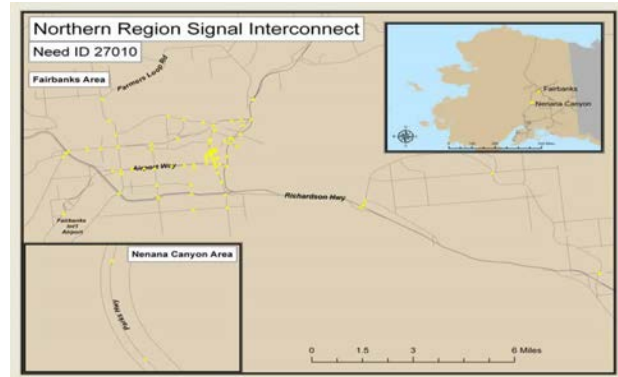 Northern Region Signal Interconnect
Need ID 27010
Fairbanks Area
Farmers Loop Rd
Fairbanks
Nenana Canyon
Airport Way
Richardson Hwy
Fairbanks
Int'l
Airport
Nenana Canyon Area
Parks Hwy
0 1.5 3 6 Miles